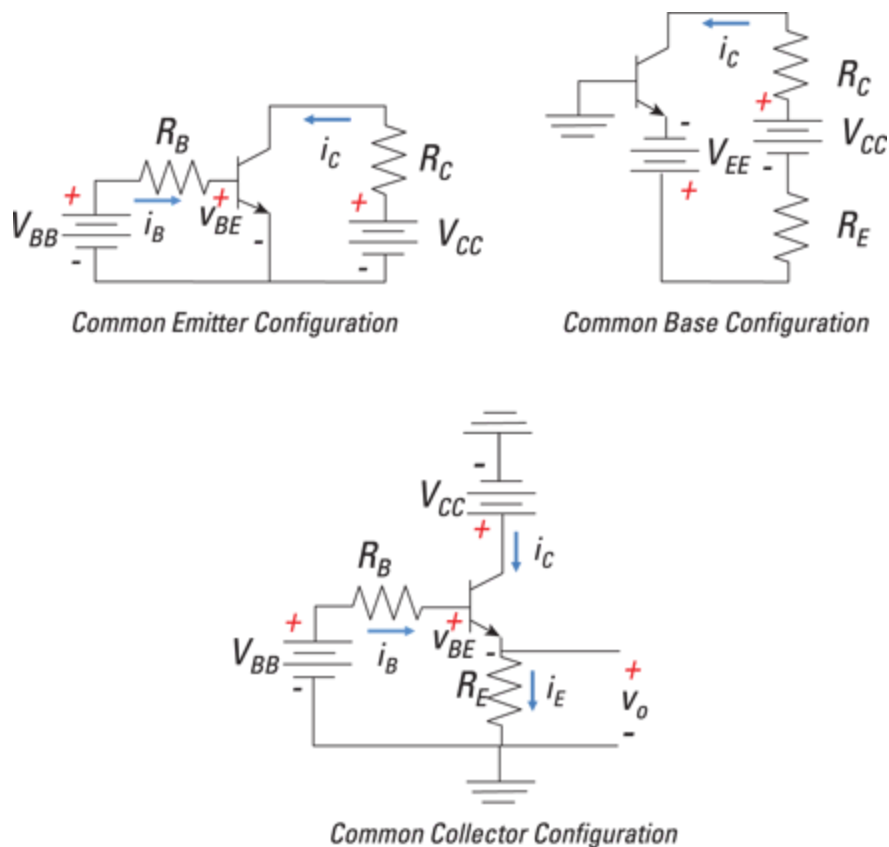 i_C
R_B
i_C
R_C
+
+
+
V_BB
i_B
v_BE
V_CC
-
-
-
Common Emitter Configuration
i_C
R_C
+
-
V_CC
V_EE
-
+
R_E
Common Base Configuration
-
V_CC
+
i_C
R_B
+
+
V_BB
i_B
v_BE
-
-
R_E
i_E
+
v_o
-
Common Collector Configuration